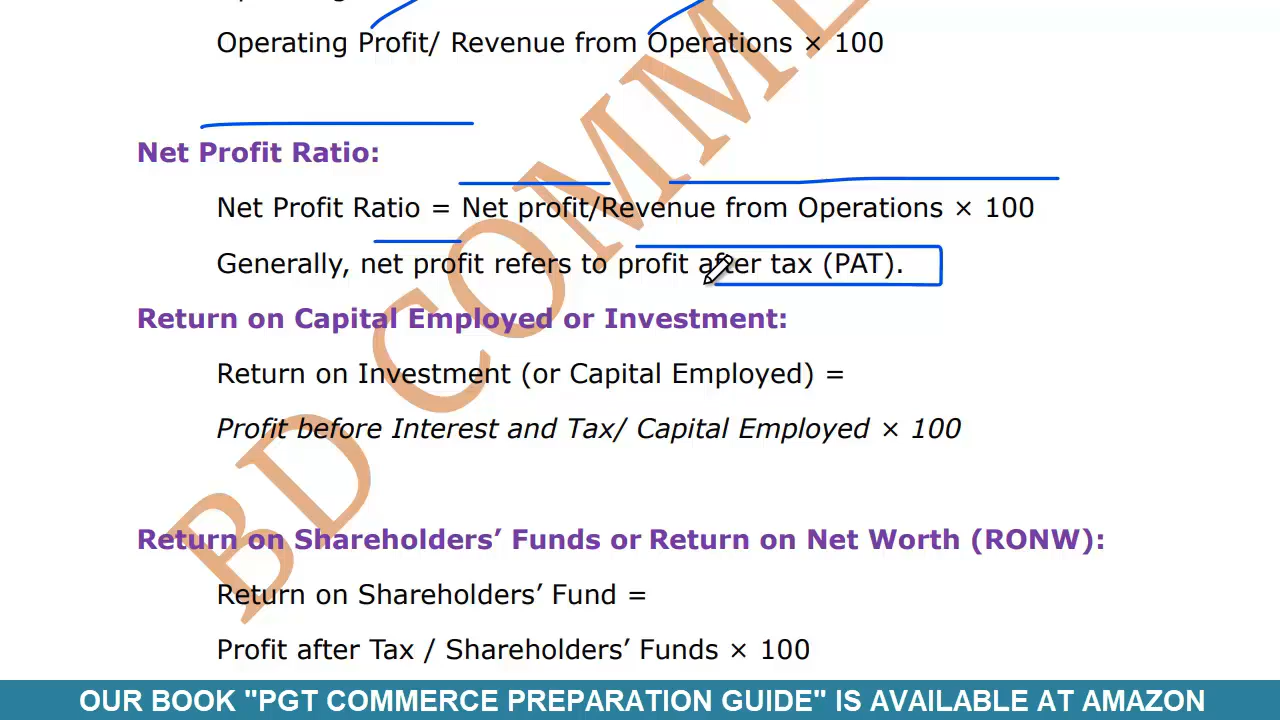 Operating Profit/ Revenue from Operations × 100
Net Profit Ratio:
Net Profit Ratio = Net profit/Revenue from Operations × 100
Generally, net profit refers to profit after tax (PAT).
Return on Capital Employed or Investment:
Return on Investment (or Capital Employed) =
Profit before Interest and Tax/ Capital Employed × 100
Return on Shareholders’ Funds or Return on Net Worth (RONW):
Return on Shareholders’ Fund =
Profit after Tax / Shareholders’ Funds × 100
BD COMME
OUR BOOK "PGT COMMERCE PREPARATION GUIDE" IS AVAILABLE AT AMAZON